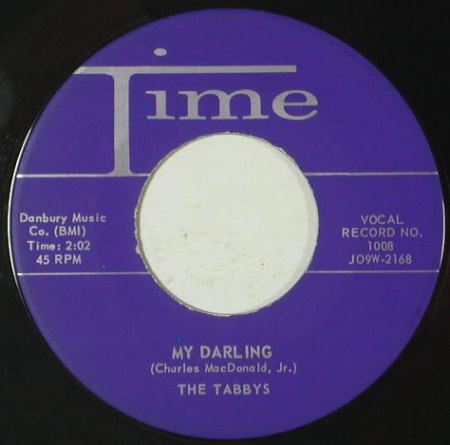 Time
Danbury Music
Co. (BMI)
Time: 2:02
45 RPM
VOCAL
RECORD NO.
1008
JO9W-2168
MY DARLING
(Charles MacDonald, Jr.)
THE TABBYS